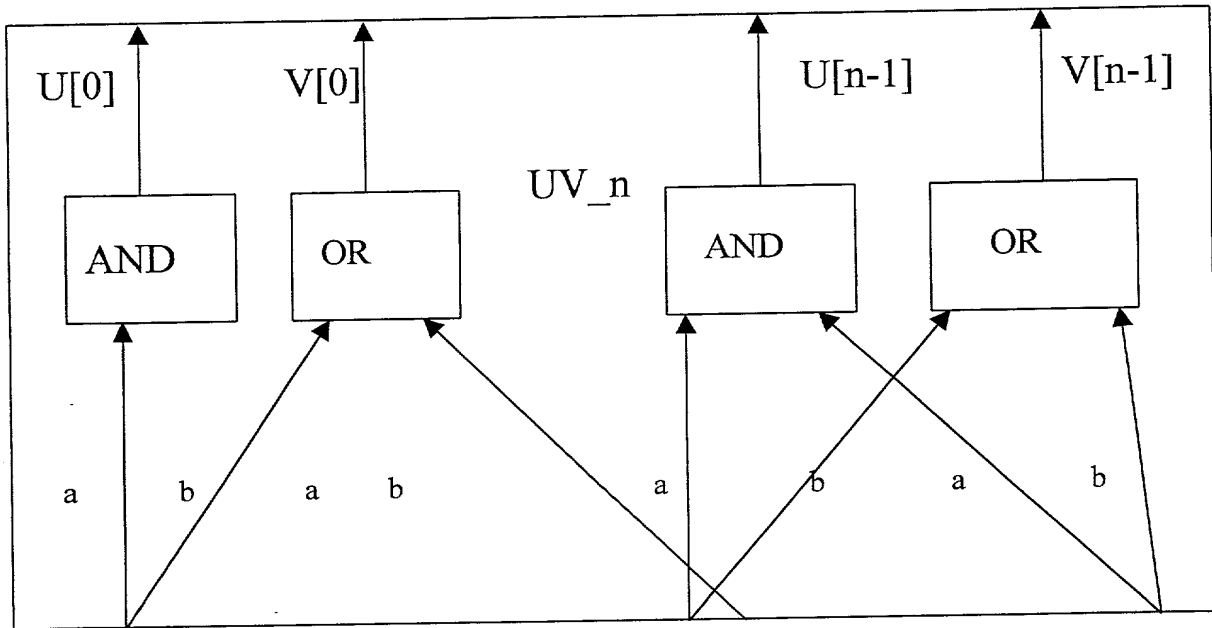 U[0] V[0] U[n-1] V[n-1]
UV_n
AND OR AND OR
a b a b a b a b